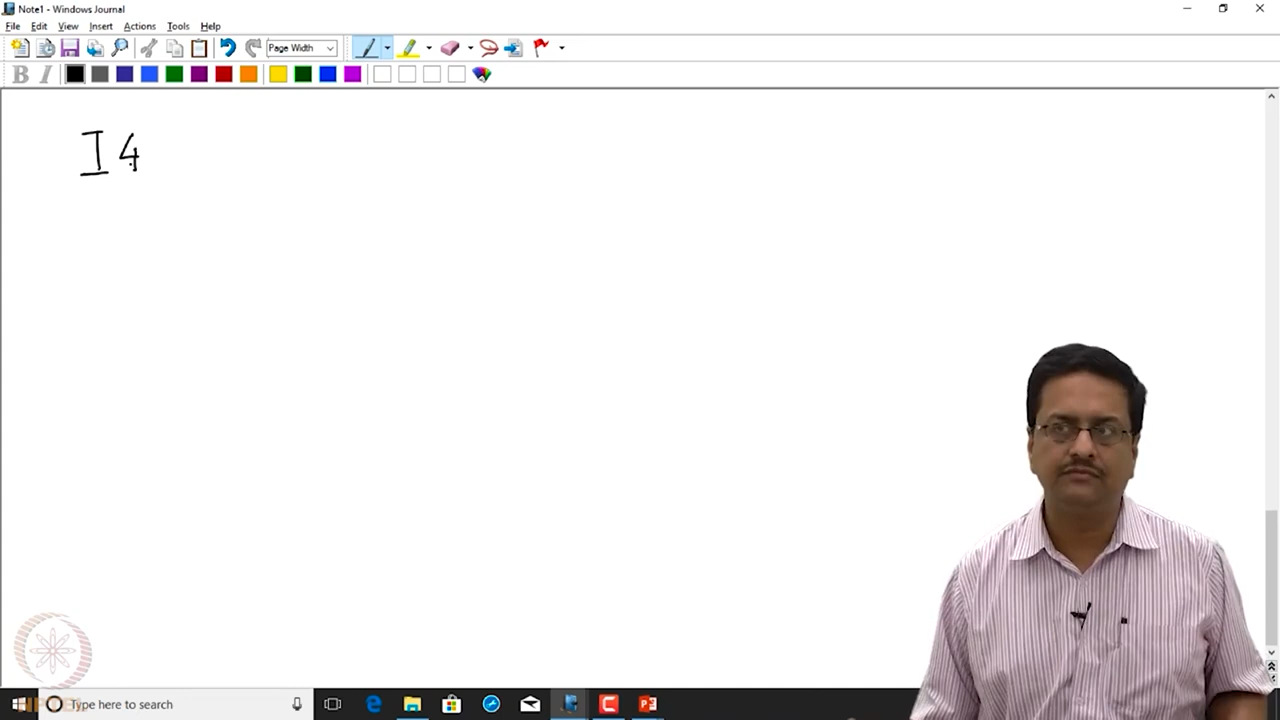 Note1 - Windows Journal
File Edit View Insert Actions Tools Help
Page Width
B I
I 4
Type here to search